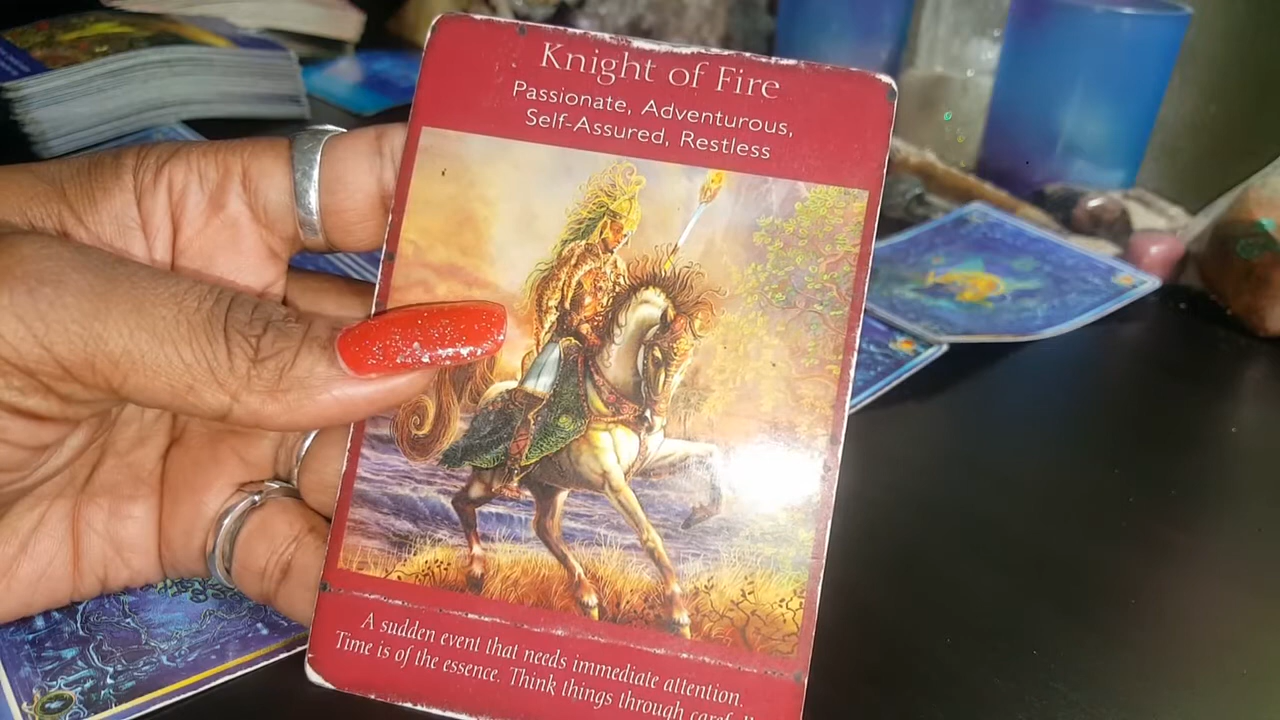 Knight of Fire
Passionate, Adventurous,
Self-Assured, Restless
A sudden event that needs immediate attention.
Time is of the essence. Think things through